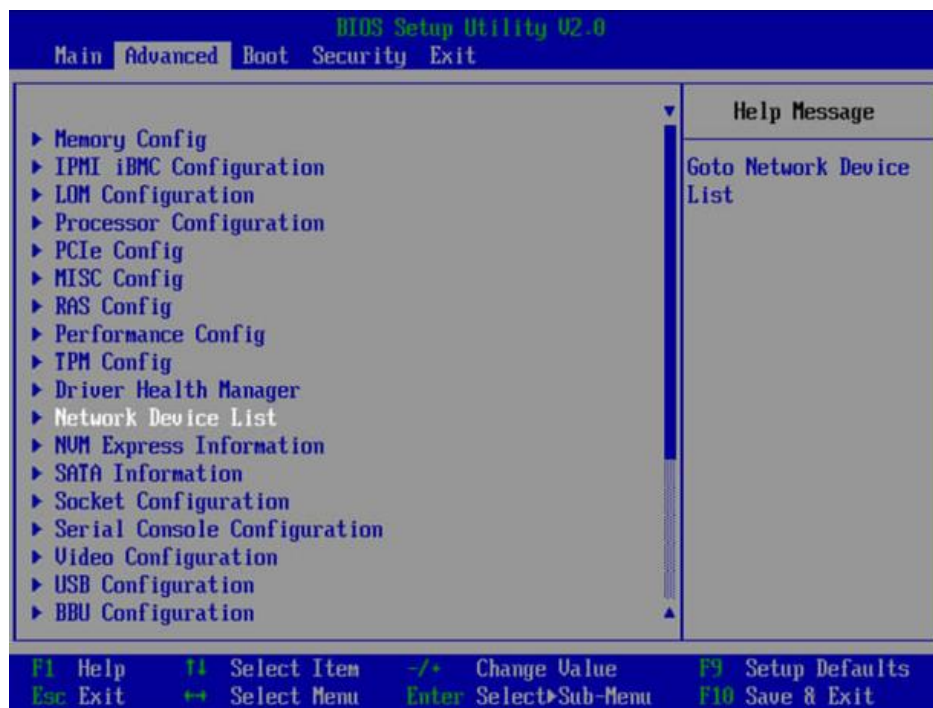 BIOS Setup Utility V2.0
Main Advanced Boot Security Exit
Help Message
Memory Config
IPMI iBMC Configuration
Goto Network Device
List
LOM Configuration
Processor Configuration
PCIe Config
MISC Config
RAS Config
Performance Config
TPM Config
Driver Health Manager
Network Device List
NVM Express Information
SATA Information
Socket Configuration
Serial Console Configuration
Video Configuration
USB Configuration
BBU Configuration
F1 Help ↑↓ Select Item -/+ Change Value F9 Setup Defaults
Esc Exit ↔ Select Menu Enter Select▶Sub-Menu F10 Save & Exit